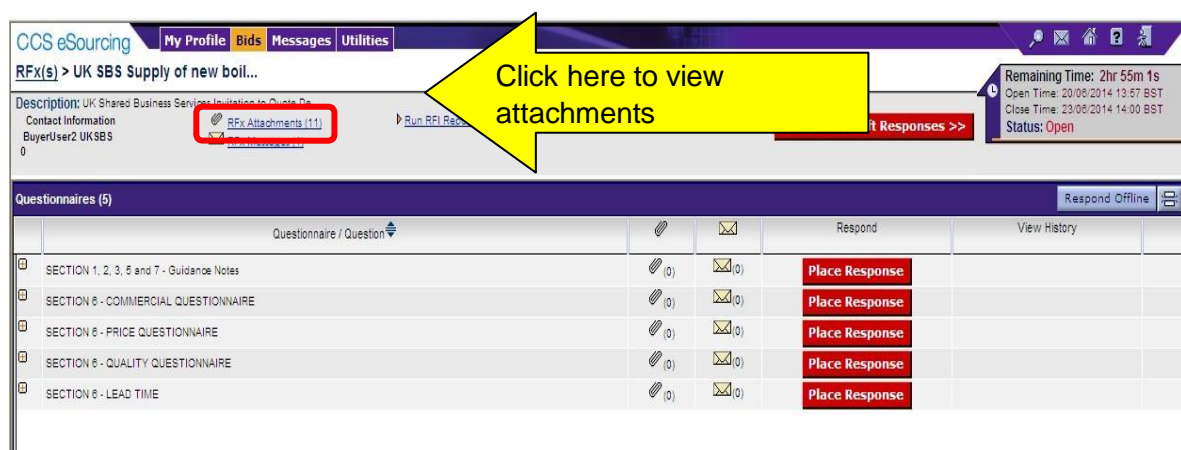 CCS eSourcing My Profile Bids Messages Utilities
RFx(s) > UK SBS Supply of new boil...
Click here to view
attachments
Remaining Time: 2hr 55m 1s
Open Time: 20/06/2014 13:57 BST
Close Time: 23/06/2014 14:00 BST
Status: Open
Description: UK Shared Business Services Invitation to Quote De
Contact Information
RFx Attachments (11)
Run RFI Repo
BuyerUser2 UKSBS
0
Responses >>
Questionnaires (5)
Respond Offline
Questionnaire / Question
Respond
View History
SECTION 1, 2, 3, 5 and 7 - Guidance Notes (0) (0) Place Response
SECTION 6 - COMMERCIAL QUESTIONNAIRE (0) (0) Place Response
SECTION 6 - PRICE QUESTIONNAIRE (0) (0) Place Response
SECTION 6 - QUALITY QUESTIONNAIRE (0) (0) Place Response
SECTION 6 - LEAD TIME (0) (0) Place Response